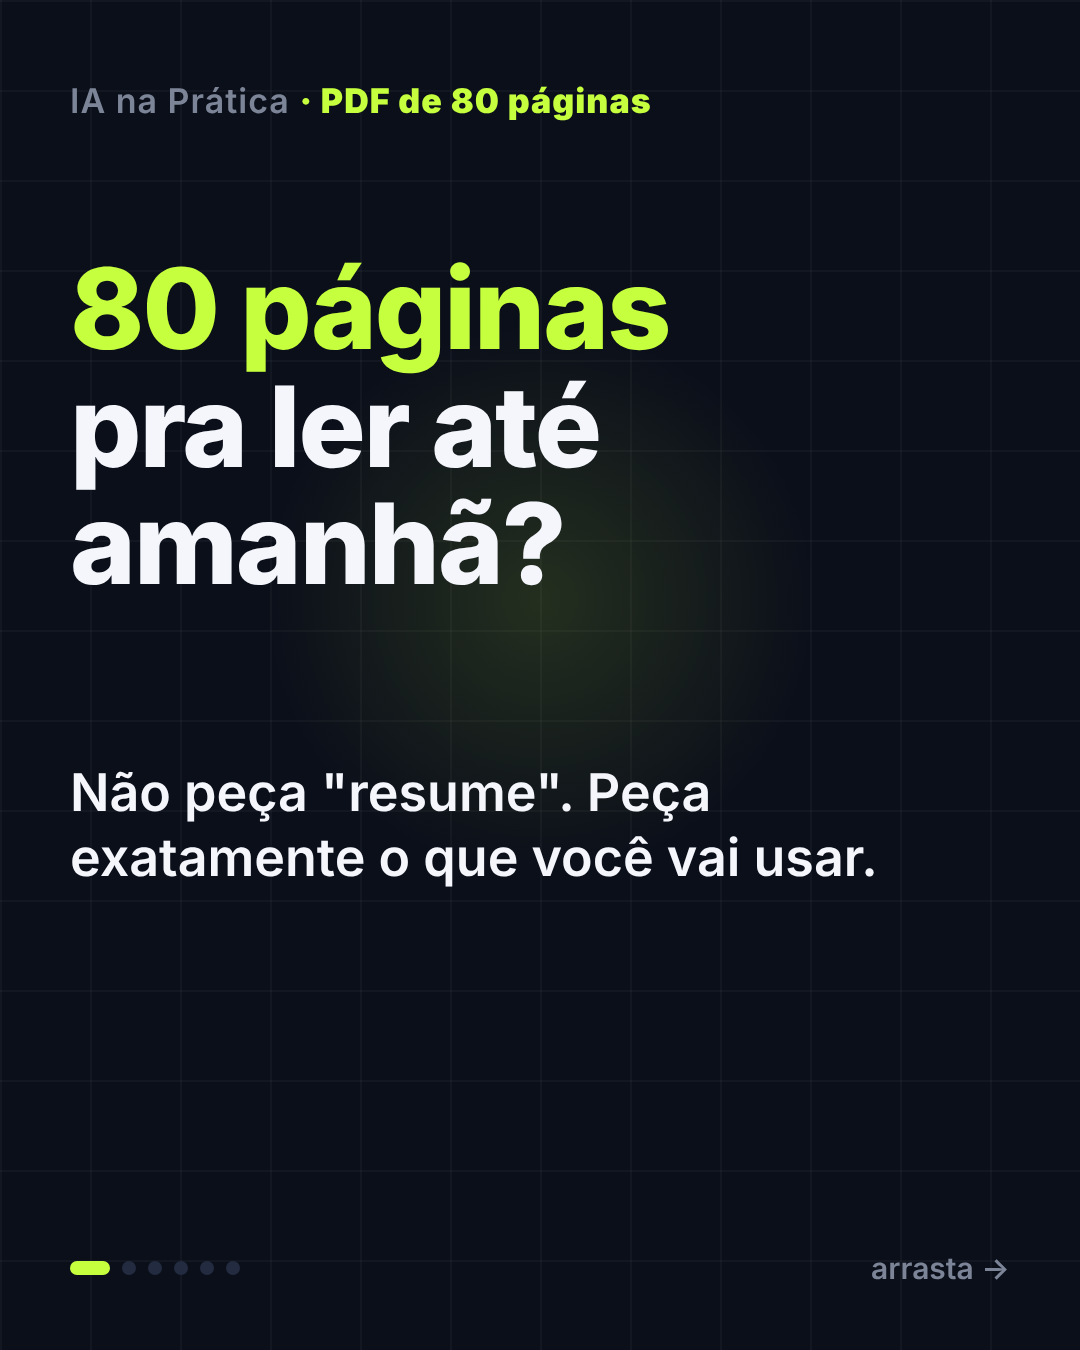 IA na Prática · PDF de 80 páginas
80 páginas
pra ler até
amanhã?
Não peça "resume". Peça
exatamente o que você vai usar.
arrasta →